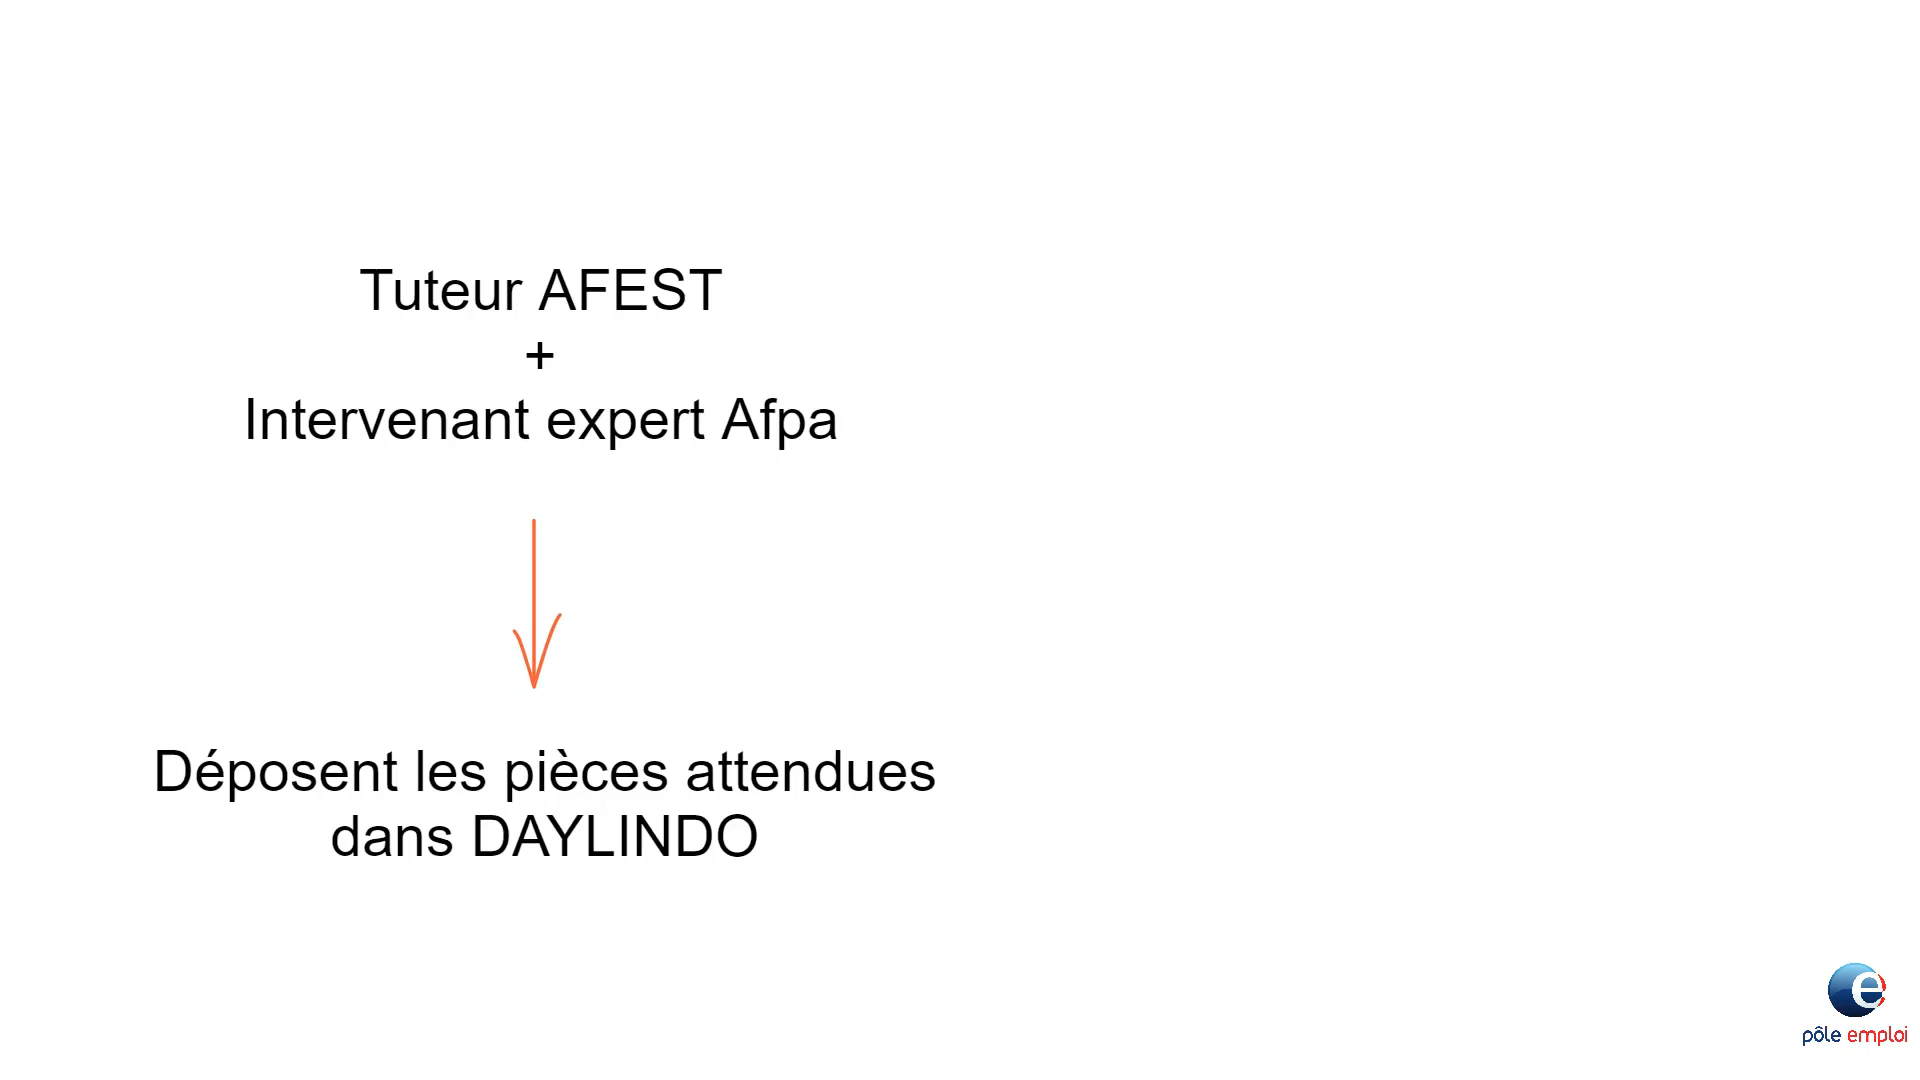 Tuteur AFEST
+
Intervenant expert Afpa
Déposent les pièces attendues
dans DAYLINDO
pôle emploi